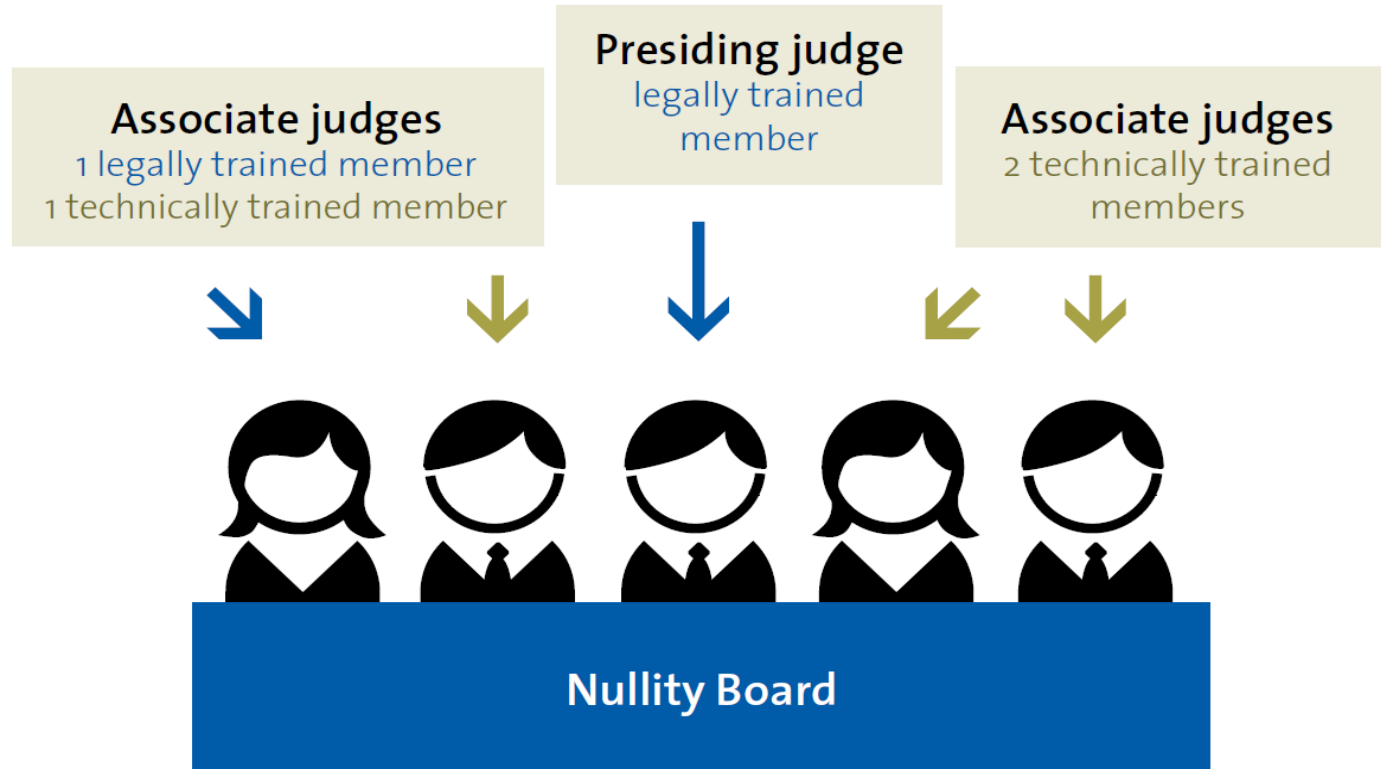 Associate judges
1 legally trained member
1 technically trained member
Presiding judge
legally trained
member
Associate judges
2 technically trained
members
Nullity Board